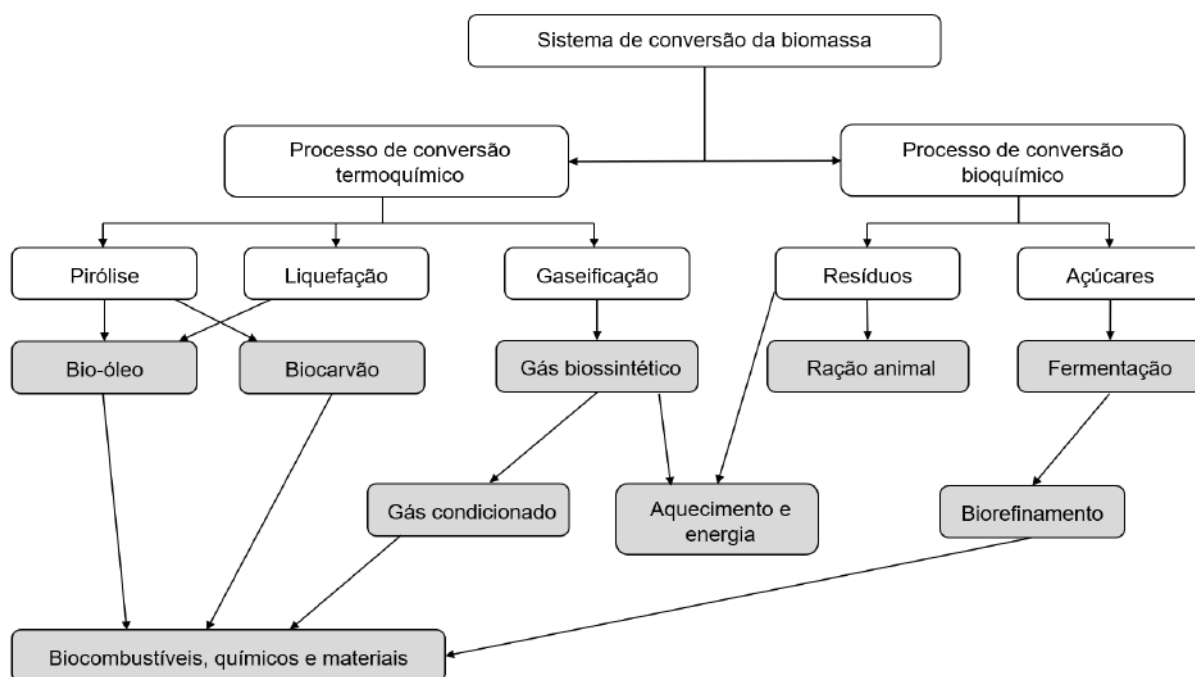 Sistema de conversão da biomassa
Processo de conversão
termoquímico
Processo de conversão
bioquímico
Pirólise
Liquefação
Gaseificação
Resíduos
Açúcares
Bio-óleo
Biocarvão
Gás biossintético
Ração animal
Fermentação
Gás condicionado
Aquecimento e
energia
Biorefinamento
Biocombustíveis, químicos e materiais